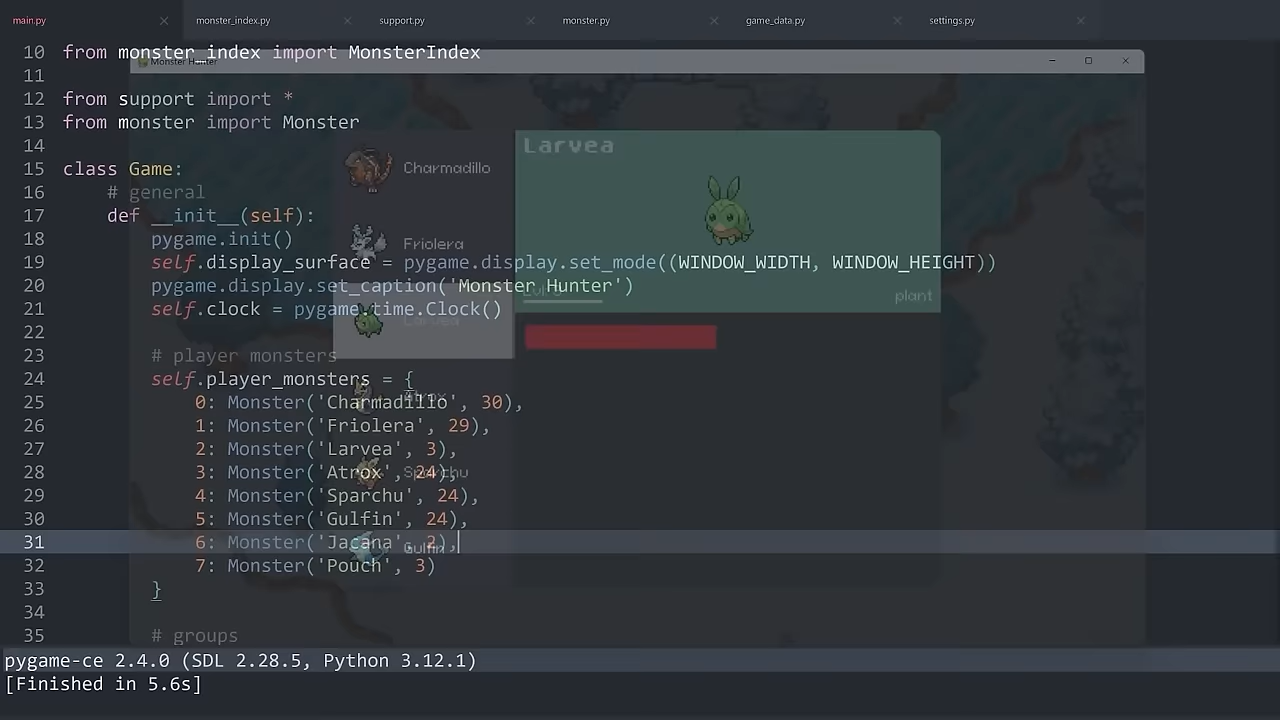 main.py monster_index.py support.py monster.py game_data.py settings.py
10 from monster_index import MonsterIndex
Monster Hunter
11
12 from support import *
13 from monster import Monster
14
Larvea
15 class Game:
Charmadillo
16 # general
17 def __init__(self):
18 pygame.init()
Friolera
19 self.display_surface = pygame.display.set_mode((WINDOW_WIDTH, WINDOW_HEIGHT))
20 pygame.display.set_caption('Monster Hunter')
plant
21 self.clock = pygame.time.Clock()
Larvea
22
23 # player monsters
24 self.player_monsters = {
Atrox
25 0: Monster('Charmadillo', 30),
26 1: Monster('Friolera', 29),
27 2: Monster('Larvea', 3),
28 3: Monster('Atrox', 24),
Sparchu
29 4: Monster('Sparchu', 24),
30 5: Monster('Gulfin', 24),
31 6: Monster('Jacana', 2),
Gulfin
32 7: Monster('Pouch', 3)
33 }
34
35 # groups
pygame-ce 2.4.0 (SDL 2.28.5, Python 3.12.1)
[Finished in 5.6s]